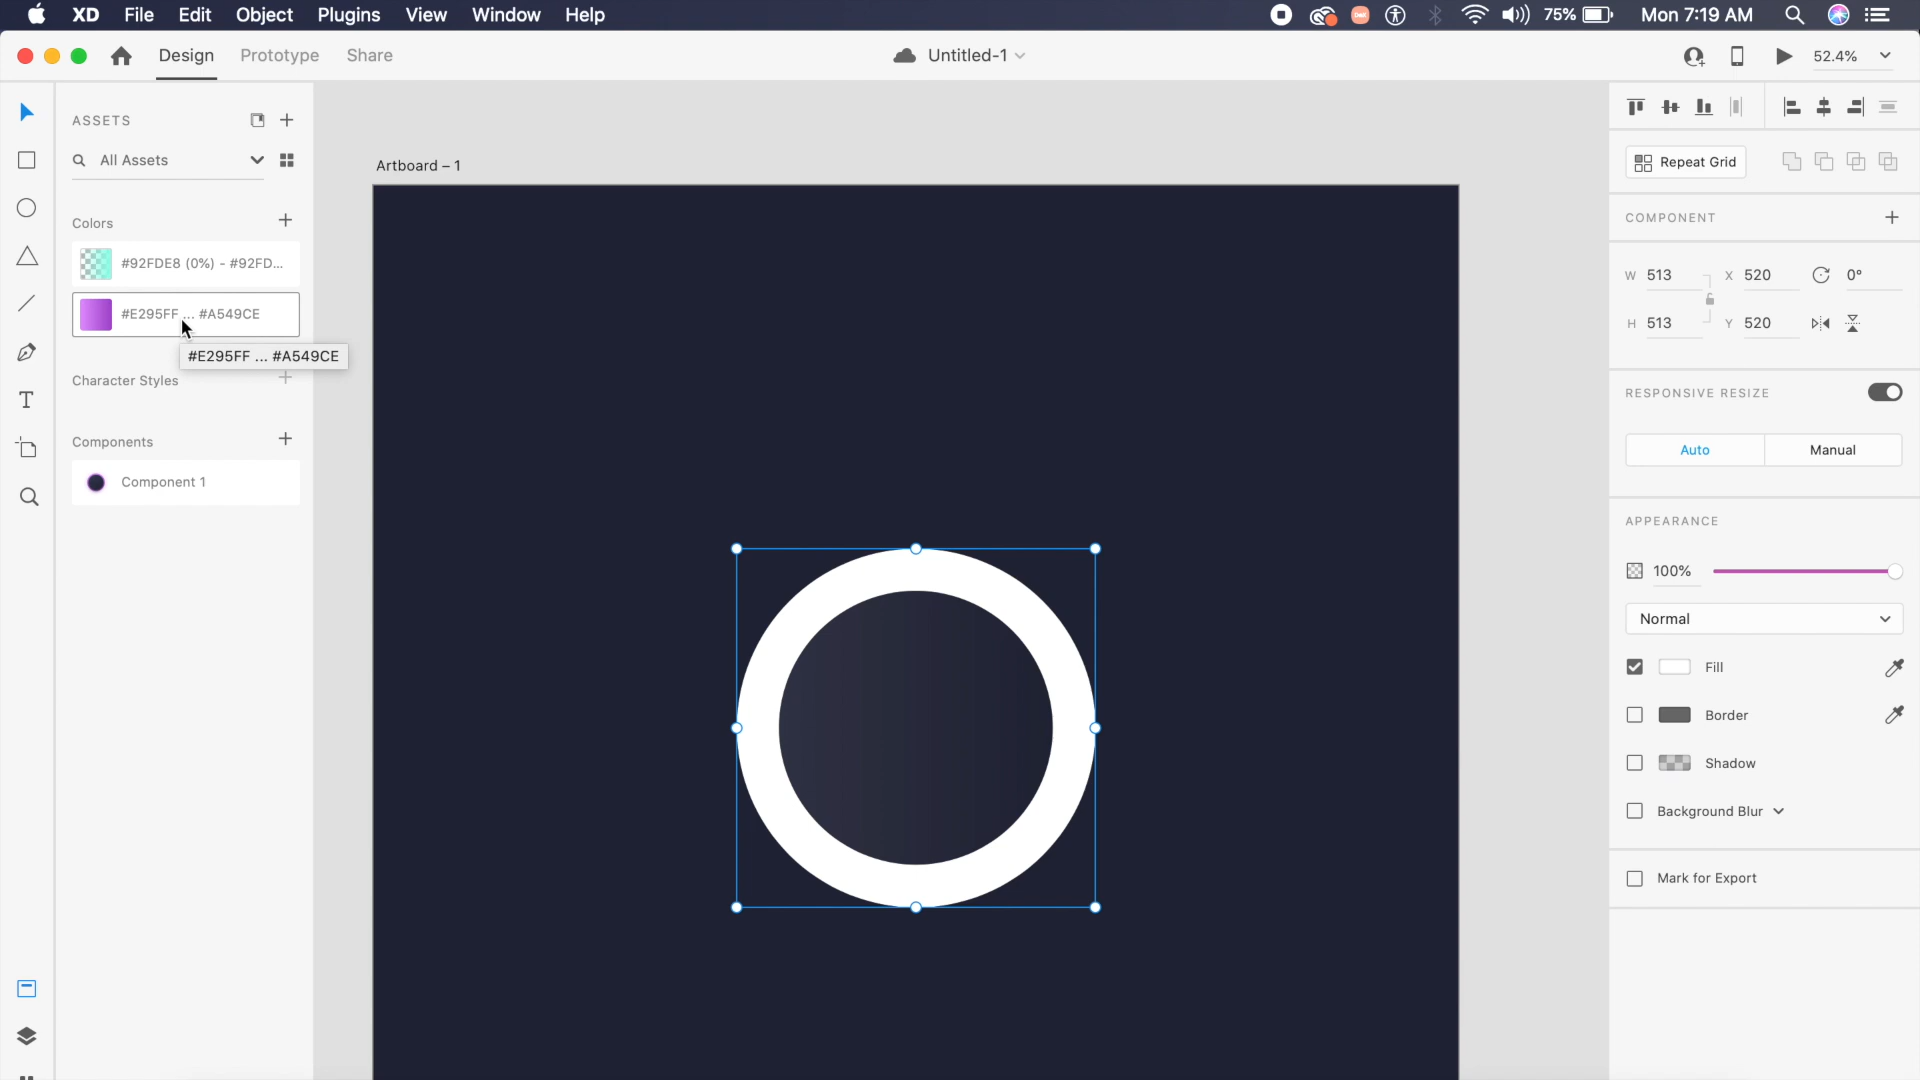 XD File Edit Object Plugins View Window Help 75% Mon 7:19 AM
Design Prototype Share Untitled-1 52.4%
ASSETS
All Assets
Colors
#92FDE8 (0%) - #92FD...
#E295FF ... #A549CE
#E295FF ... #A549CE
Character Styles
Components
Component 1
Artboard – 1
Repeat Grid
COMPONENT
W 513 X 520 0°
H 513 Y 520
RESPONSIVE RESIZE
Auto Manual
APPEARANCE
100%
Normal
Fill
Border
Shadow
Background Blur
Mark for Export